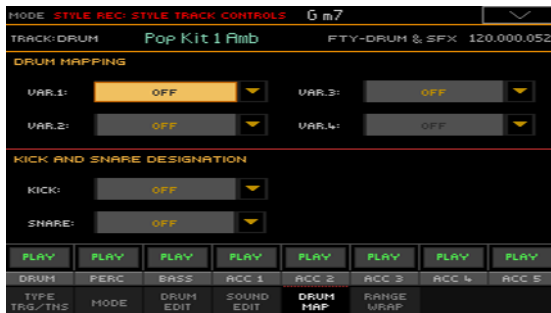 MODE STYLE REC: STYLE TRACK CONTROLS G m7
TRACK:DRUM Pop Kit 1 Amb FTY-DRUM & SFX 120.000.052
DRUM MAPPING
VAR.1: OFF VAR.3: OFF
VAR.2: OFF VAR.4: OFF
KICK AND SNARE DESIGNATION
KICK: OFF
SNARE: OFF
PLAY PLAY PLAY PLAY PLAY PLAY PLAY PLAY
DRUM PERC BASS ACC 1 ACC 2 ACC 3 ACC 4 ACC 5
TYPE TRG/TNS MODE DRUM EDIT SOUND EDIT DRUM MAP RANGE WRAP